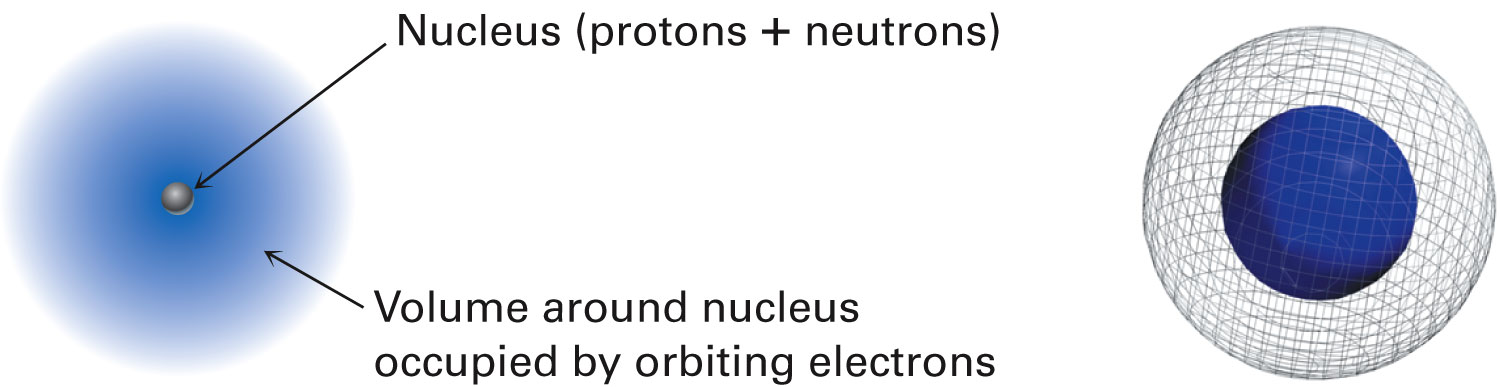 Nucleus (protons + neutrons)
Volume around nucleus
occupied by orbiting electrons